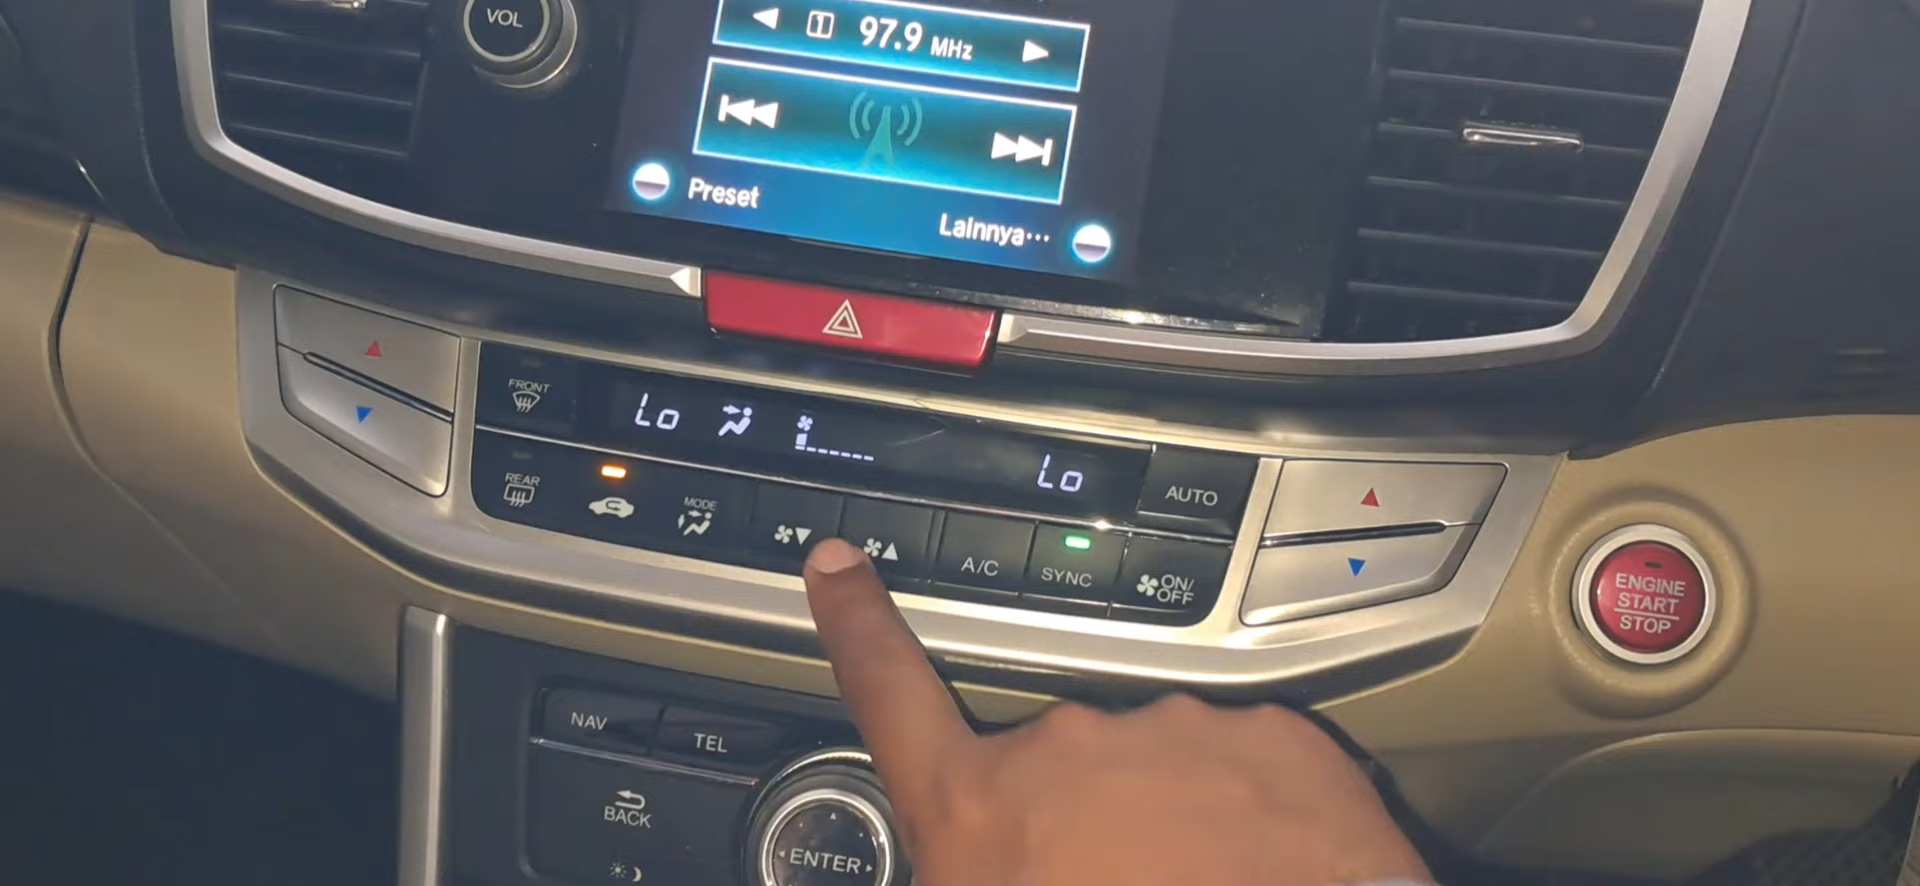 VOL
1 97.9 MHz
Preset
Lainnya...
FRONT
Lo
Lo
AUTO
REAR
MODE
A/C
SYNC
ON/
OFF
ENGINE
START
STOP
NAV
TEL
BACK
ENTER